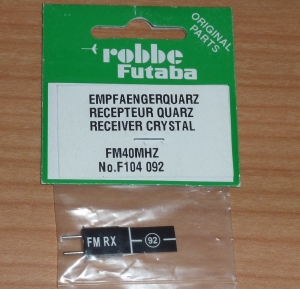 ORIGINAL
PARTS
robbe
Futaba
EMPFAENGERQUARZ
RECEPTEUR QUARZ
RECEIVER CRYSTAL
FM40MHZ
No.F104 092
FM RX
92